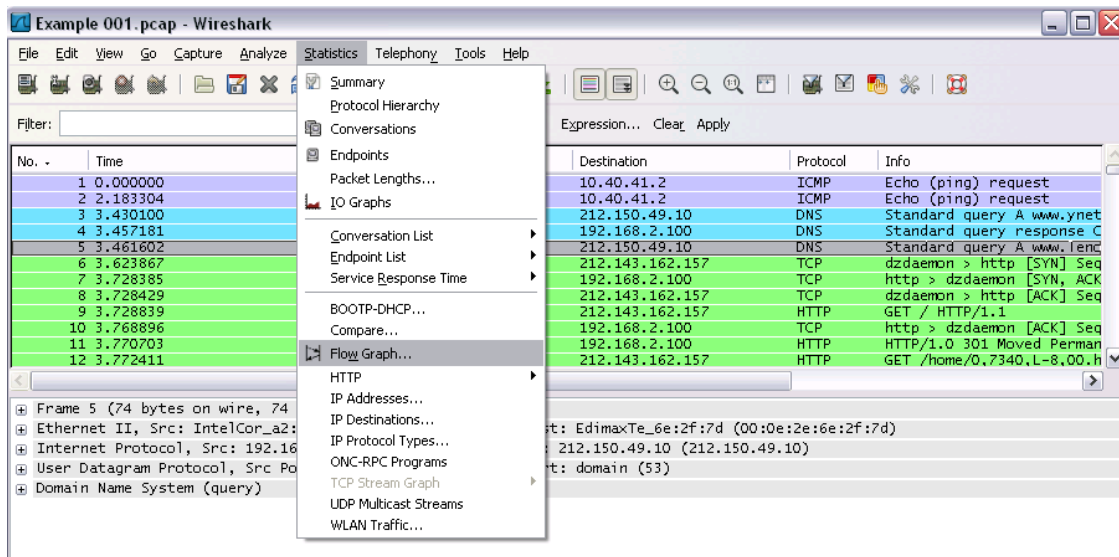 Example 001.pcap - Wireshark
File Edit View Go Capture Analyze Statistics Telephony Tools Help
Filter: Expression... Clear Apply
No. Time Destination Protocol Info
1 0.000000 10.40.41.2 ICMP Echo (ping) request
2 2.183304 10.40.41.2 ICMP Echo (ping) request
3 3.430100 212.150.49.10 DNS Standard query A www.ynet
4 3.457181 192.168.2.100 DNS Standard query response C
5 3.461602 212.150.49.10 DNS Standard query A
6 3.623867 212.143.162.157 TCP dzdaemon > http [SYN] Seq
7 3.728385 192.168.2.100 TCP http > dzdaemon [SYN, ACK
8 3.728429 212.143.162.157 TCP dzdaemon > http [ACK] Seq
9 3.728839 212.143.162.157 HTTP GET / HTTP/1.1
10 3.768896 192.168.2.100 TCP http > dzdaemon [ACK] Seq
11 3.770703 192.168.2.100 HTTP HTTP/1.0 301 Moved Perman
12 3.772411 212.143.162.157 HTTP GET /home/0,7340,L-8,00.h
Summary
Protocol Hierarchy
Conversations
Endpoints
Packet Lengths...
IO Graphs
Conversation List
Endpoint List
Service Response Time
BOOTP-DHCP...
Compare...
Flow Graph...
HTTP
IP Addresses...
IP Destinations...
IP Protocol Types...
ONC-RPC Programs
TCP Stream Graph
UDP Multicast Streams
WLAN Traffic...
Frame 5 (74 bytes on wire, 74
Ethernet II, Src: IntelCor_a2: st: EdimaxTe_6e:2f:7d (00:0e:2e:6e:2f:7d)
Internet Protocol, Src: 192.16 : 212.150.49.10 (212.150.49.10)
User Datagram Protocol, Src Po rt: domain (53)
Domain Name System (query)